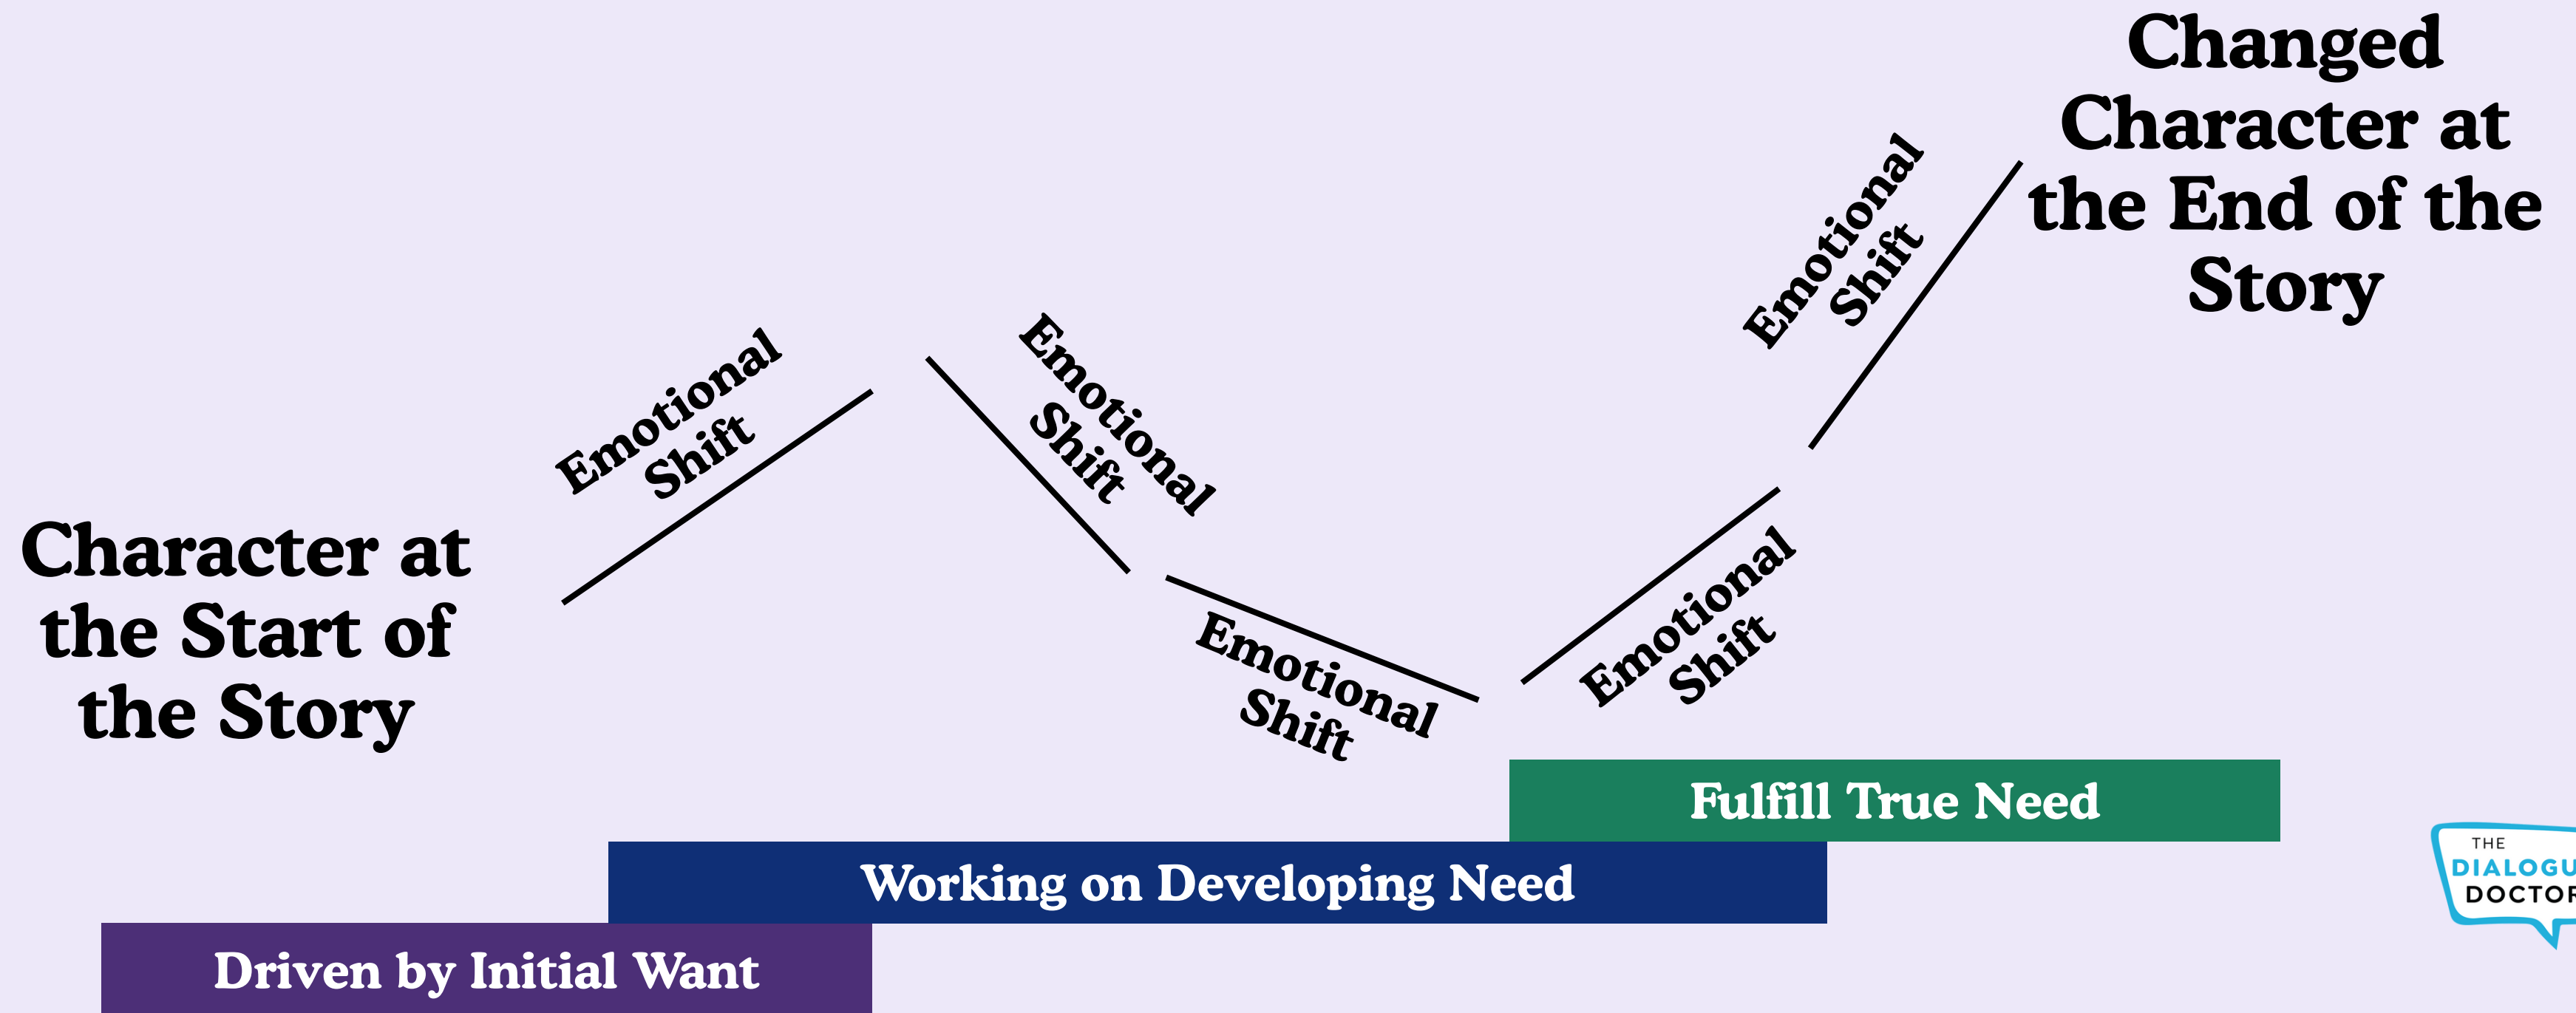 Changed
Character at
the End of the
Story
Emotional
Shift
Emotional
Shift
Emotional
Shift
Character at
the Start of
the Story
Emotional
Shift
Emotional
Shift
Fulfill True Need
Working on Developing Need
Driven by Initial Want
THE
DIALOGU
DOCTOR